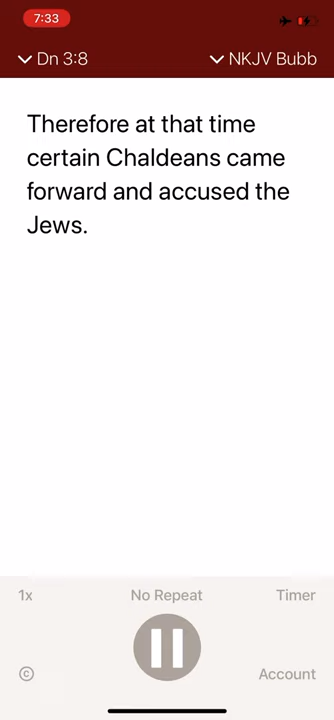 7:33
Dn 3:8 NKJV Bubb
Therefore at that time
certain Chaldeans came
forward and accused the
Jews.
1x No Repeat Timer
© Account